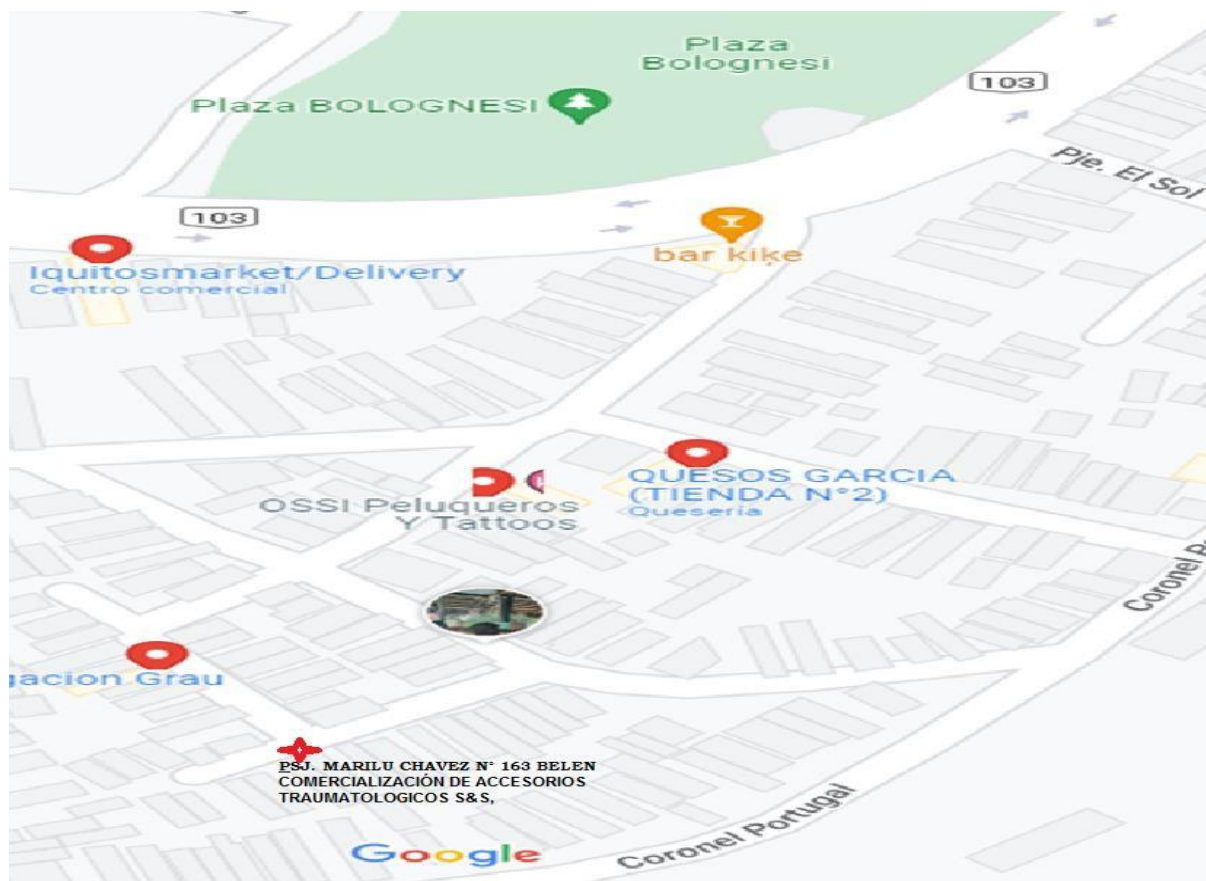 Plaza
Bolognesi
Plaza BOLOGNESI
103
Pje. El Sol
103
bar kike
Iquitosmarket/Delivery
Centro comercial
QUESOS GARCIA
(TIENDA N°2)
Quesería
OSSI Peluqueros
Y Tattoos
Coronel
gacion Grau
PSJ. MARILU CHAVEZ N° 163 BELEN
COMERCIALIZACIÓN DE ACCESORIOS
TRAUMATOLOGICOS S&S,
Coronel Portugal
Google